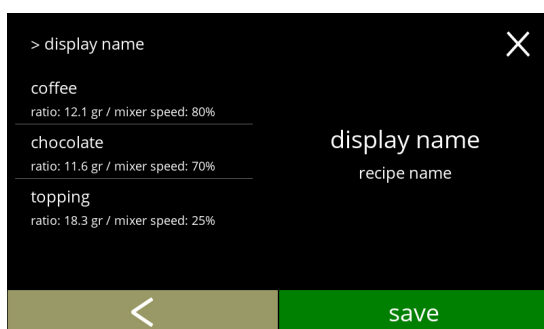 > display name
coffee
ratio: 12.1 gr / mixer speed: 80%
chocolate
ratio: 11.6 gr / mixer speed: 70%
topping
ratio: 18.3 gr / mixer speed: 25%
display name
recipe name
save